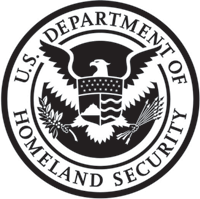 U.S. DEPARTMENT OF
HOMELAND SECURITY